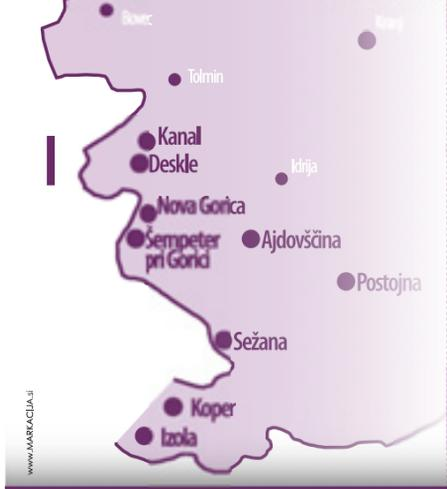 Bovec
Tolmin
Kanal
Deskle
Idrija
Nova Gorica
Šempeter
pri Gorici
Ajdovščina
Postojna
Sežana
Koper
Izola
www.MARKACIJA.si
I